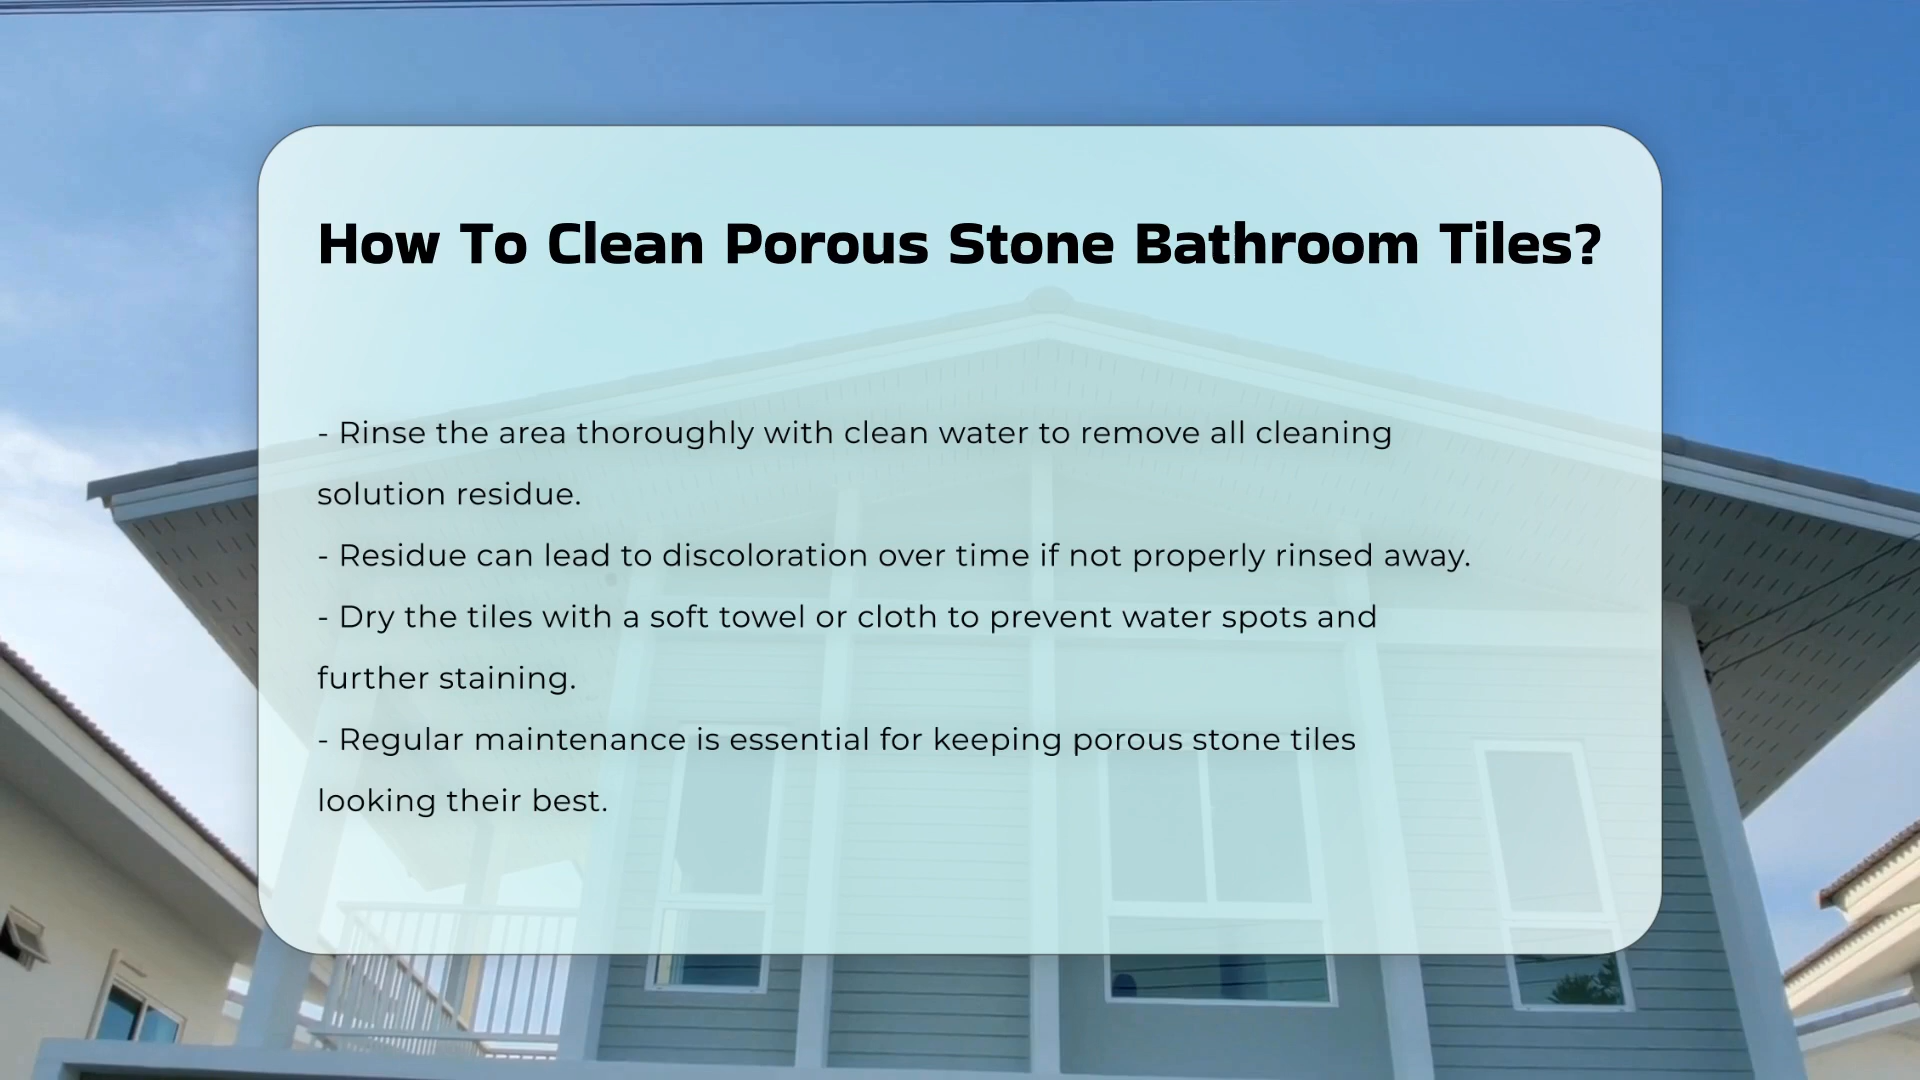 How To Clean Porous Stone Bathroom Tiles?
- Rinse the area thoroughly with clean water to remove all cleaning
solution residue.
- Residue can lead to discoloration over time if not properly rinsed away.
- Dry the tiles with a soft towel or cloth to prevent water spots and
further staining.
- Regular maintenance is essential for keeping porous stone tiles
looking their best.